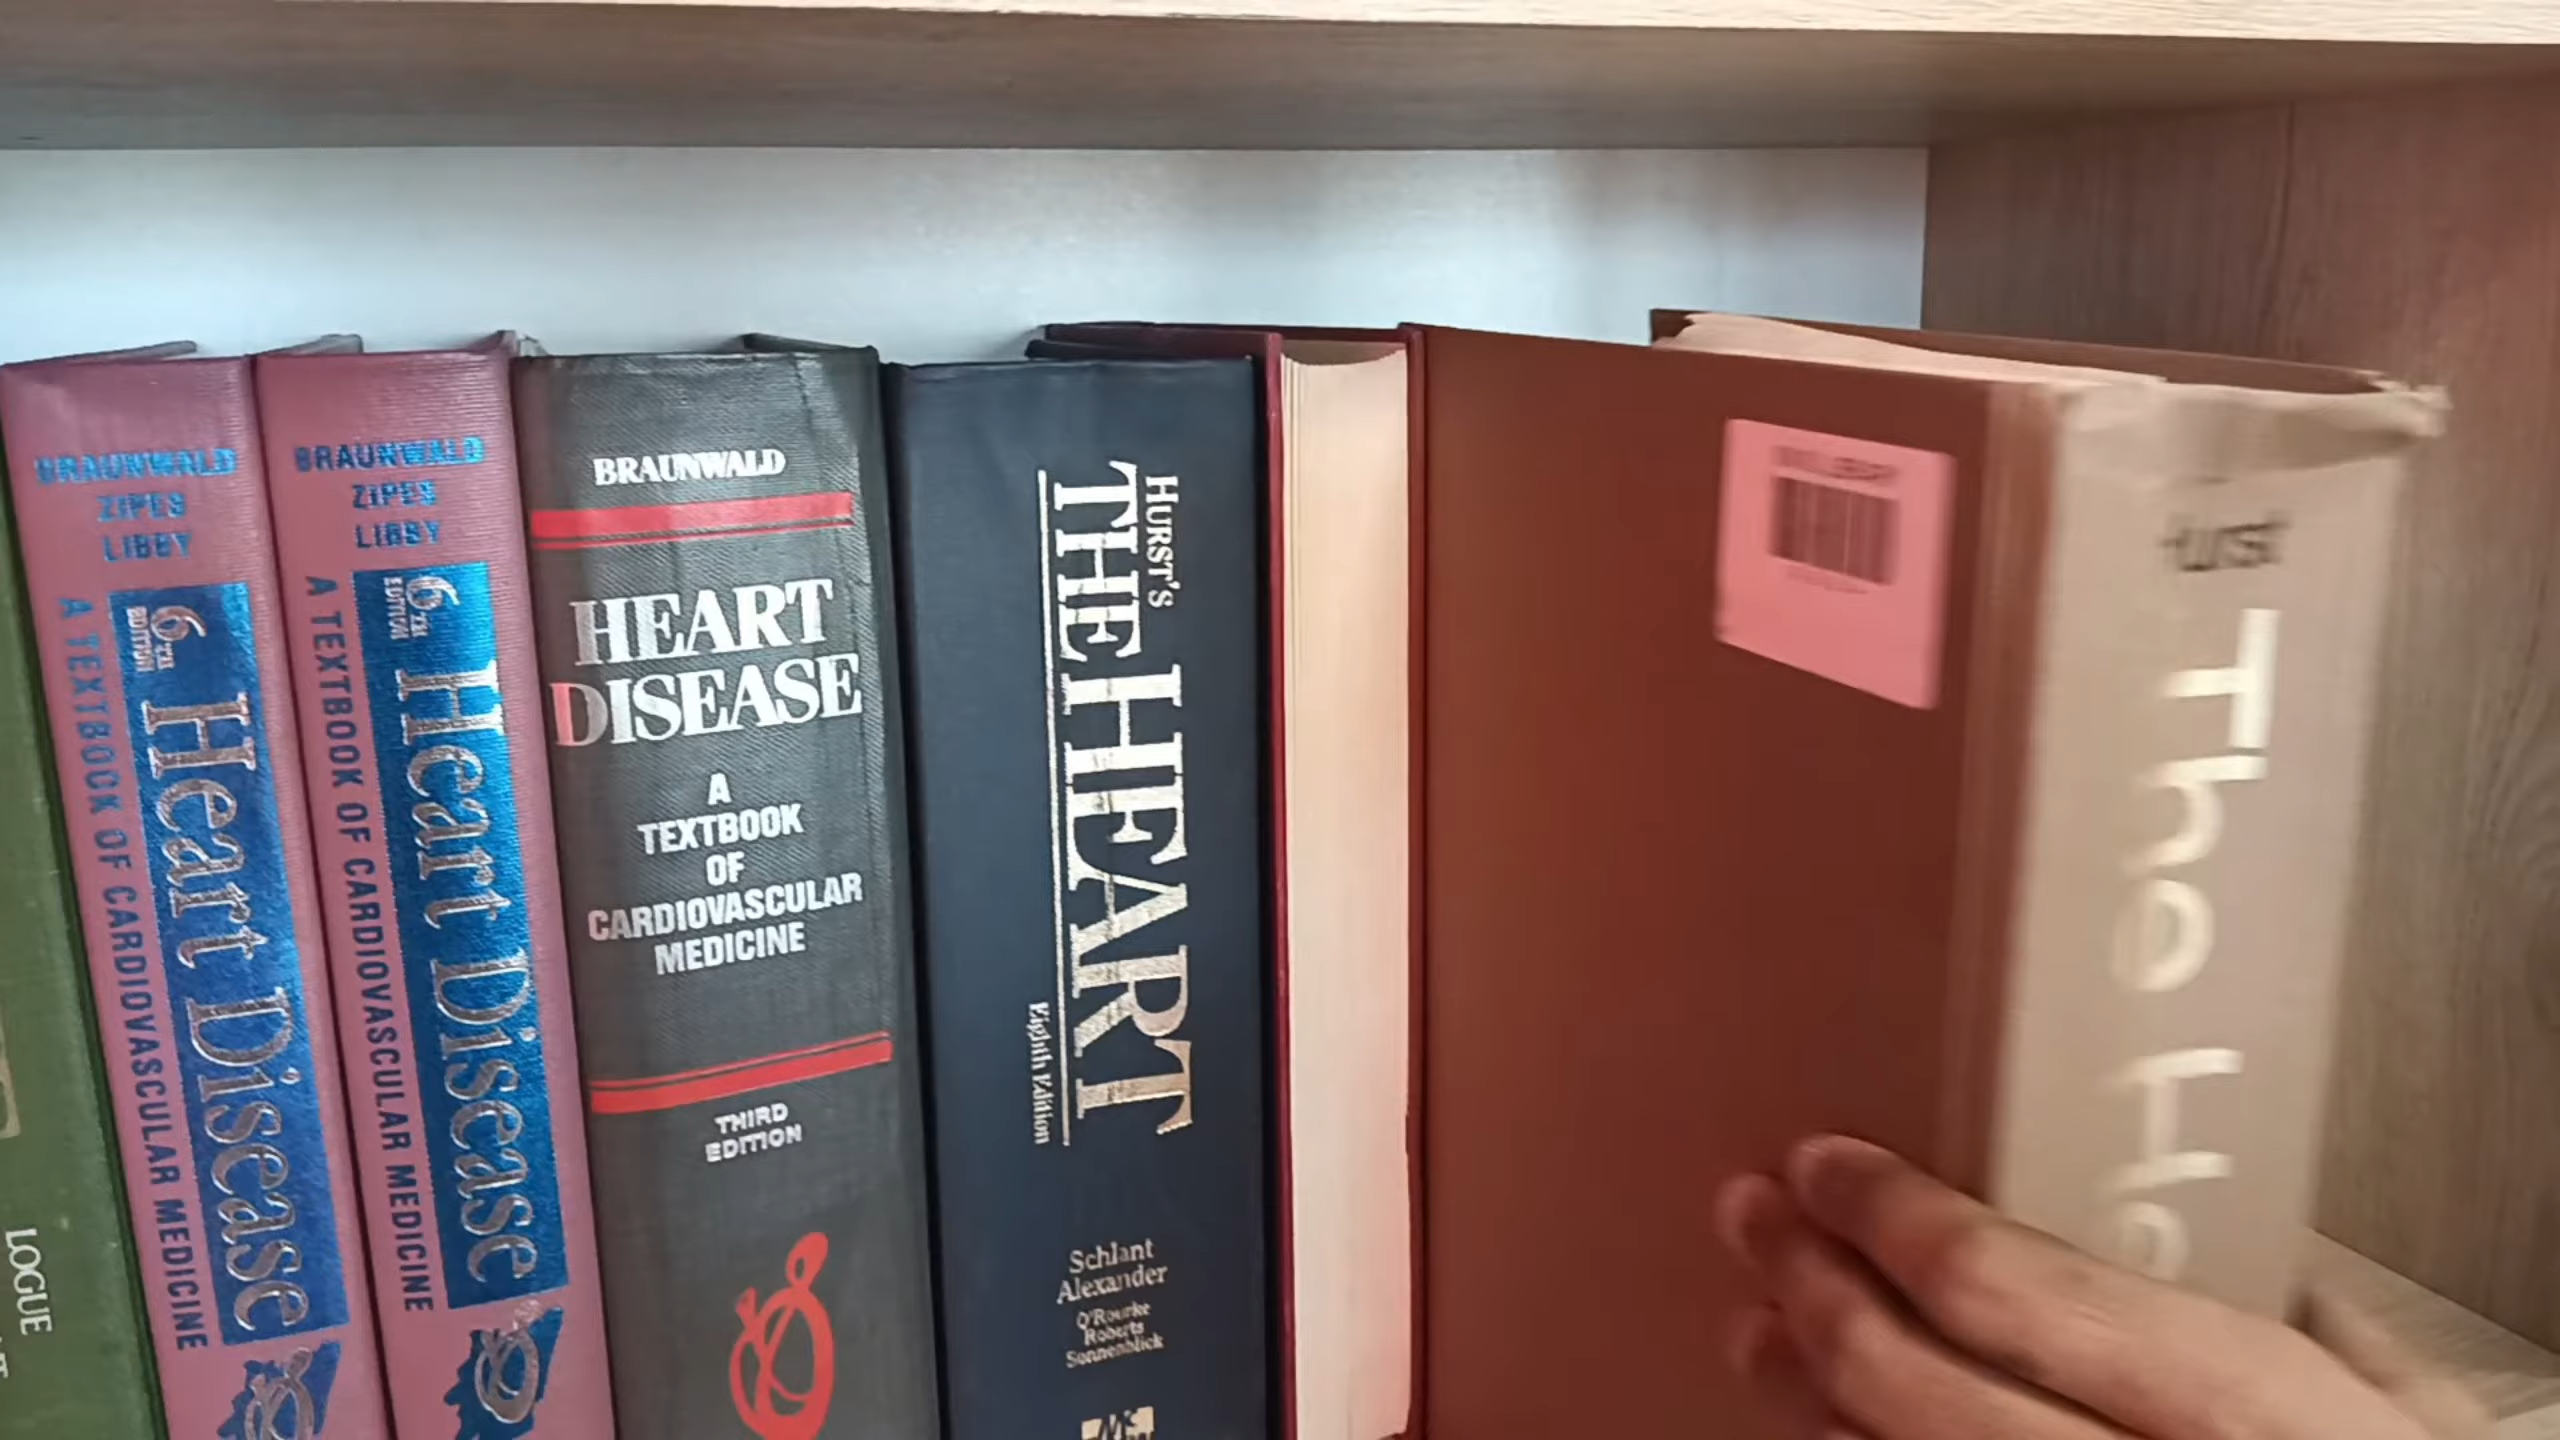 LOGUE
BRAUNWALD
ZIPES
LIBBY
6TH
EDITION
Heart Disease
A TEXTBOOK OF CARDIOVASCULAR MEDICINE
BRAUNWALD
ZIPES
LIBBY
6TH
EDITION
Heart Disease
A TEXTBOOK OF CARDIOVASCULAR MEDICINE
BRAUNWALD
HEART
DISEASE
A
TEXTBOOK
OF
CARDIOVASCULAR
MEDICINE
THIRD
EDITION
HURST'S
THE HEART
Eighth Edition
Schlant
Alexander
O'Rourke
Roberts
Sonnenblick
Hurst
The He